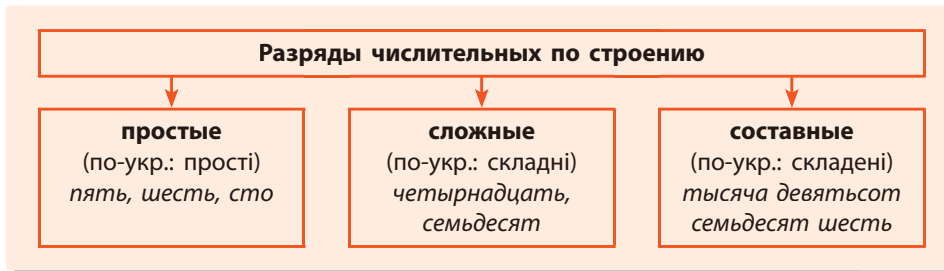 Разряды числительных по строению
простые
(по-укр.: прості)
пять, шесть, сто
сложные
(по-укр.: складні)
четырнадцать,
семьдесят
составные
(по-укр.: складені)
тысяча девятьсот
семьдесят шесть